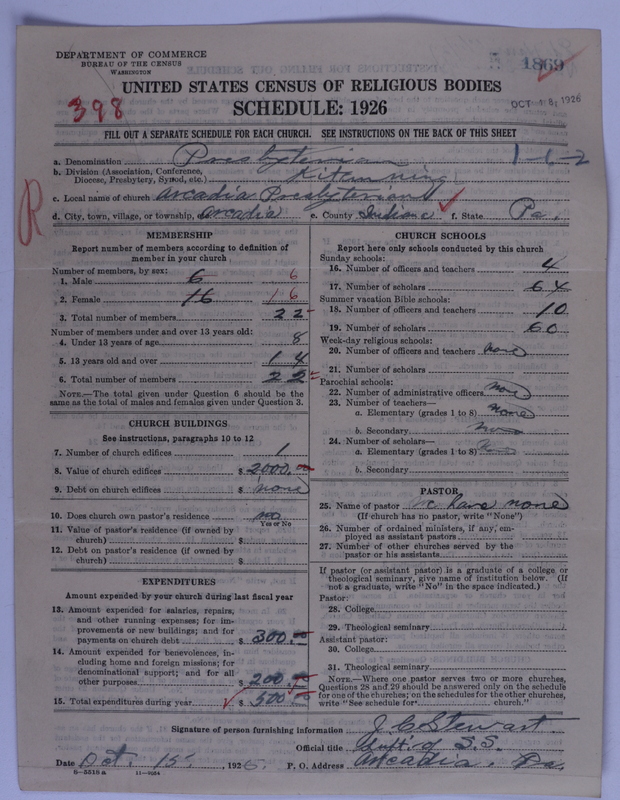 DEPARTMENT OF COMMERCE
BUREAU OF THE CENSUS
WASHINGTON
1869
UNITED STATES CENSUS OF RELIGIOUS BODIES
398
SCHEDULE: 1926
OCT 18, 1926
FILL OUT A SEPARATE SCHEDULE FOR EACH CHURCH. SEE INSTRUCTIONS ON THE BACK OF THIS SHEET
a. Denomination Presbyterian 1-6-2
b. Division (Association, Conference, Diocese, Presbytery, Synod, etc.) Kittanning
c. Local name of church Arcadia Presbyterian
d. City, town, village, or township, Arcadia e. County Indiana f. State Pa.
R
MEMBERSHIP
Report number of members according to definition of
member in your church
Number of members, by sex:
1. Male 6 6
2. Female 16 16
3. Total number of members 22
Number of members under and over 13 years old:
4. Under 13 years of age 8
5. 13 years old and over 14
6. Total number of members 22
NOTE.—The total given under Question 6 should be
same as the total of males and females given under Question 3.
CHURCH BUILDINGS
See instructions, paragraphs 10 to 12
7. Number of church edifices 1
8. Value of church edifices $ 2000.00
9. Debt on church edifices $ none
10. Does church own pastor's residence no
Yes or No
11. Value of pastor's residence (if owned by
church) $
12. Debt on pastor's residence (if owned by
church) $
EXPENDITURES
Amount expended by your church during last fiscal year
13. Amount expended for salaries, repairs,
and other running expenses; for im-
provements or new buildings; and for
payments on church debt $ 300.00
14. Amount expended for benevolences, in-
cluding home and foreign missions; for
denominational support; and for all
other purposes $ 200.00
15. Total expenditures during year $ 500.00
CHURCH SCHOOLS
Report here only schools conducted by this church
Sunday schools:
16. Number of officers and teachers 4
17. Number of scholars 64
Summer vacation Bible schools:
18. Number of officers and teachers 10
19. Number of scholars 60
Week-day religious schools:
20. Number of officers and teachers none
21. Number of scholars
Parochial schools:
22. Number of administrative officers none
23. Number of teachers—
a. Elementary (grades 1 to 8) none
b. Secondary none
24. Number of scholars—
a. Elementary (grades 1 to 8) none
b. Secondary
PASTOR
25. Name of pastor We have none
(If church has no pastor, write "None")
26. Number of ordained ministers, if any, em-
ployed as assistant pastors
27. Number of other churches served by the
pastor or his assistants
If pastor (or assistant pastor) is a graduate of a college or
theological seminary, give name of institution below. (If
not a graduate, write "No" in the space indicated.)
Pastor:
28. College
29. Theological seminary
Assistant pastor:
30. College
31. Theological seminary
NOTE.—Where one pastor serves two or more churches,
Questions 28 and 29 should be answered only on the schedule
for one of the churches; on the schedules for the other churches,
write "See schedule for church."
Signature of person furnishing information J. C. Stewart
Official title Supt. of S.S.
Date Oct. 15, 1926. P. O. Address Arcadia, Pa.
8—5518 a 11—9064